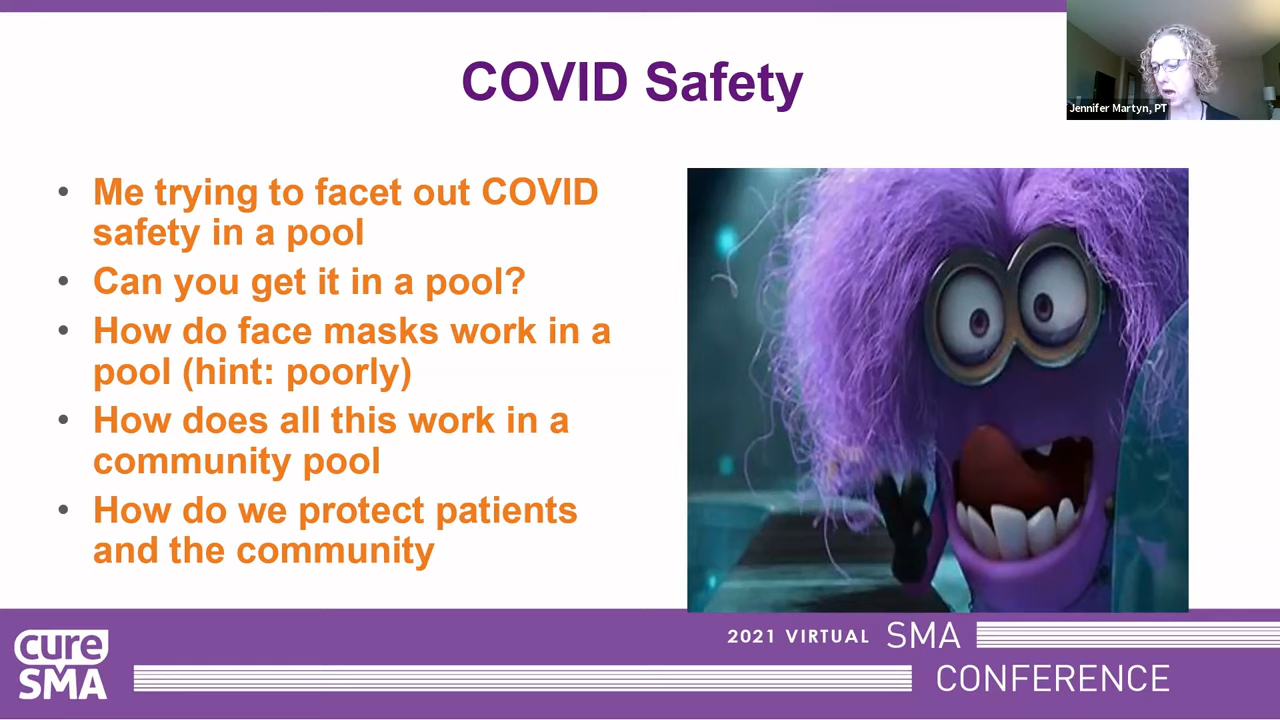 COVID Safety
Jennifer Martyn, PT
• Me trying to facet out COVID
safety in a pool
• Can you get it in a pool?
• How do face masks work in a
pool (hint: poorly)
• How does all this work in a
community pool
• How do we protect patients
and the community
cure
SMA
2021 VIRTUAL SMA
CONFERENCE